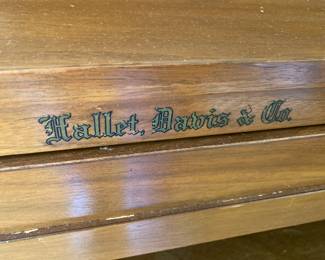 Hallet, Davis & Co.